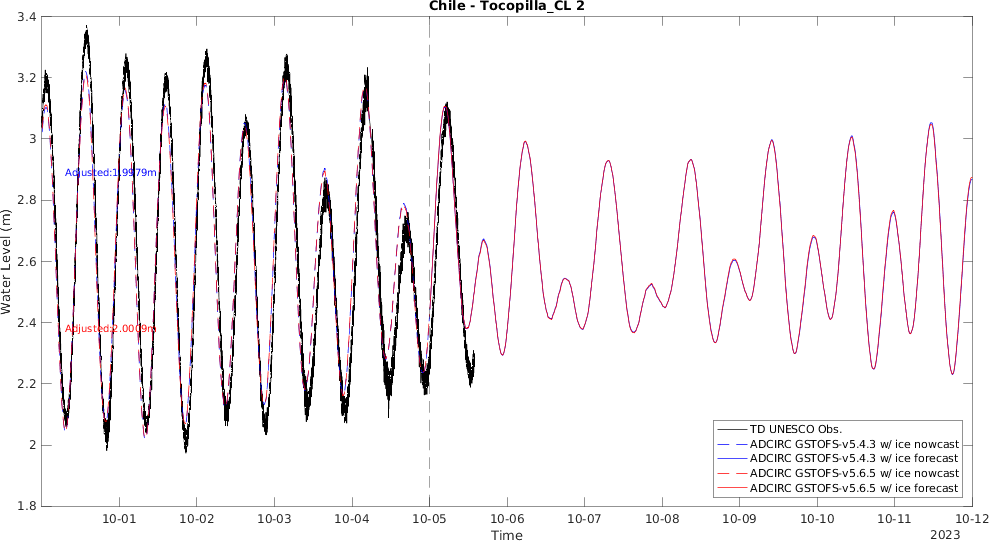 Chile - Tocopilla_CL 2
3.4
3.2
3
2.8
2.6
2.4
2.2
2
1.8
Water Level (m)
Adjusted:1.9979m
Adjusted:2.0009m
TD UNESCO Obs.
ADCIRC GSTOFS-v5.4.3 w/ ice nowcast
ADCIRC GSTOFS-v5.4.3 w/ ice forecast
ADCIRC GSTOFS-v5.6.5 w/ ice nowcast
ADCIRC GSTOFS-v5.6.5 w/ ice forecast
10-01 10-02 10-03 10-04 10-05 10-06 10-07 10-08 10-09 10-10 10-11 10-12
Time
2023